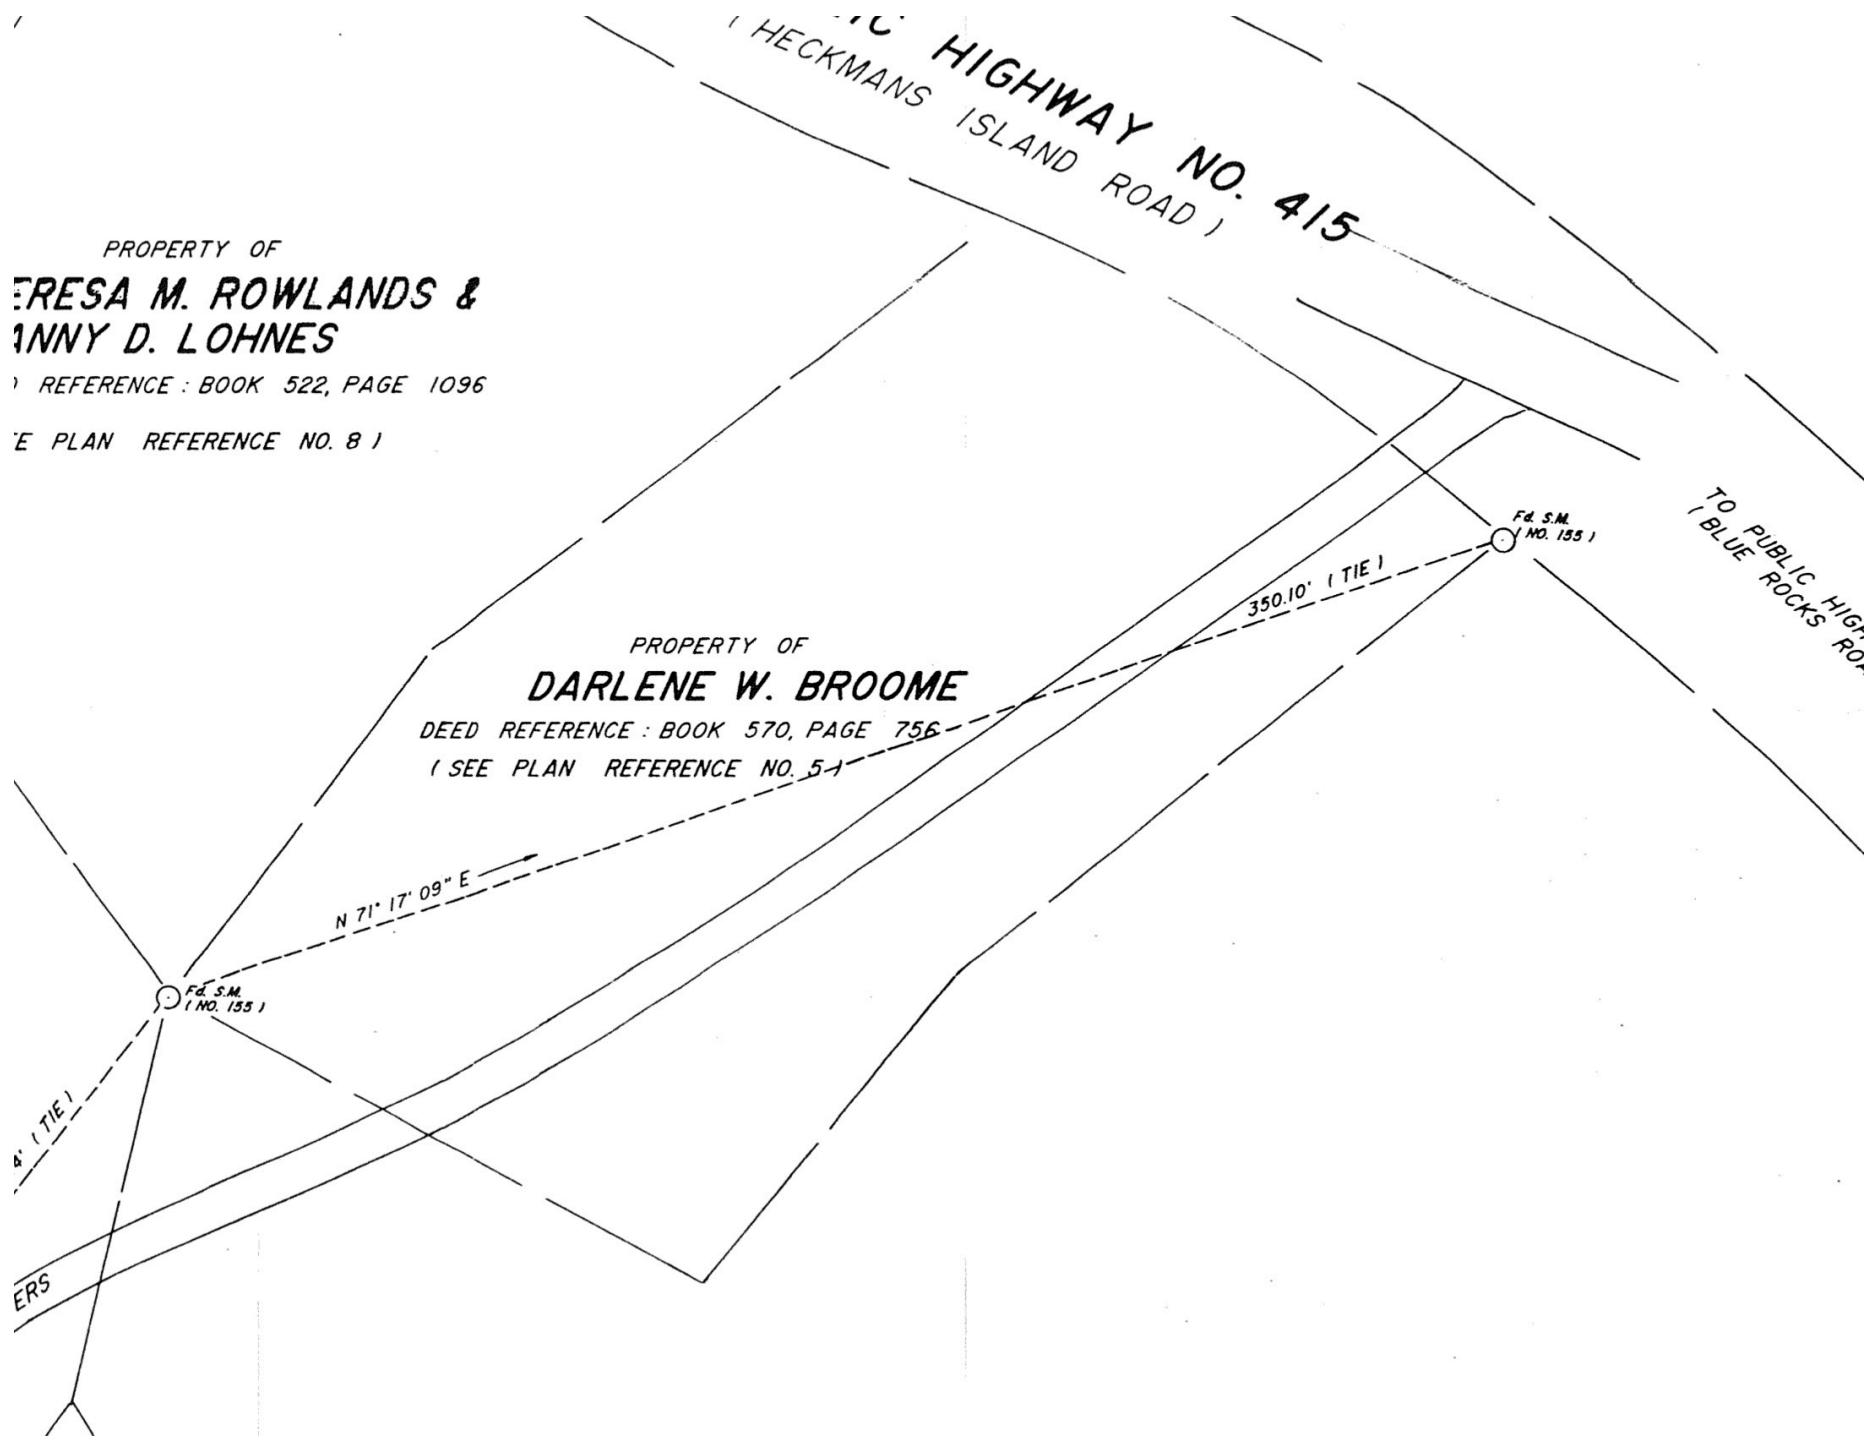 HIGHWAY NO. 415
( HECKMANS ISLAND ROAD )
PROPERTY OF
ERESA M. ROWLANDS &
ANNY D. LOHNES
REFERENCE : BOOK 522, PAGE 1096
E PLAN REFERENCE NO. 8 )
TO PUBLIC HIGH
( BLUE ROCKS ROA
Fd. S.M.
( NO. 155 )
350.10' ( TIE )
PROPERTY OF
DARLENE W. BROOME
DEED REFERENCE : BOOK 570, PAGE 756
( SEE PLAN REFERENCE NO. 5 )
N 71° 17' 09" E
Fd. S.M.
( NO. 155 )
4' ( TIE )
ERS